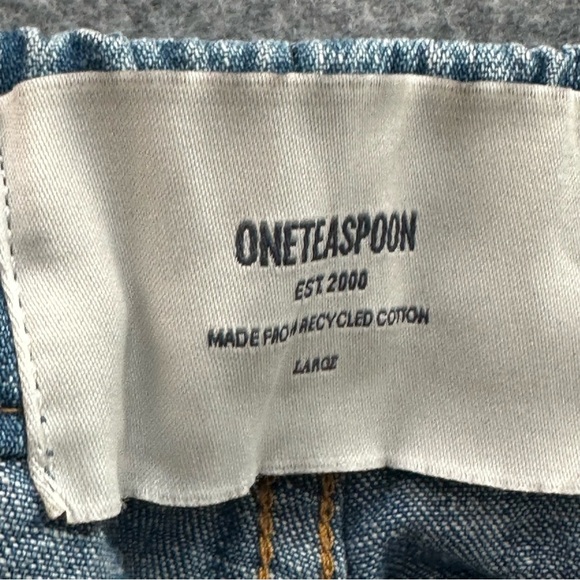 ONETEASPOON
EST. 2000
MADE FROM RECYCLED COTTON
LARGE